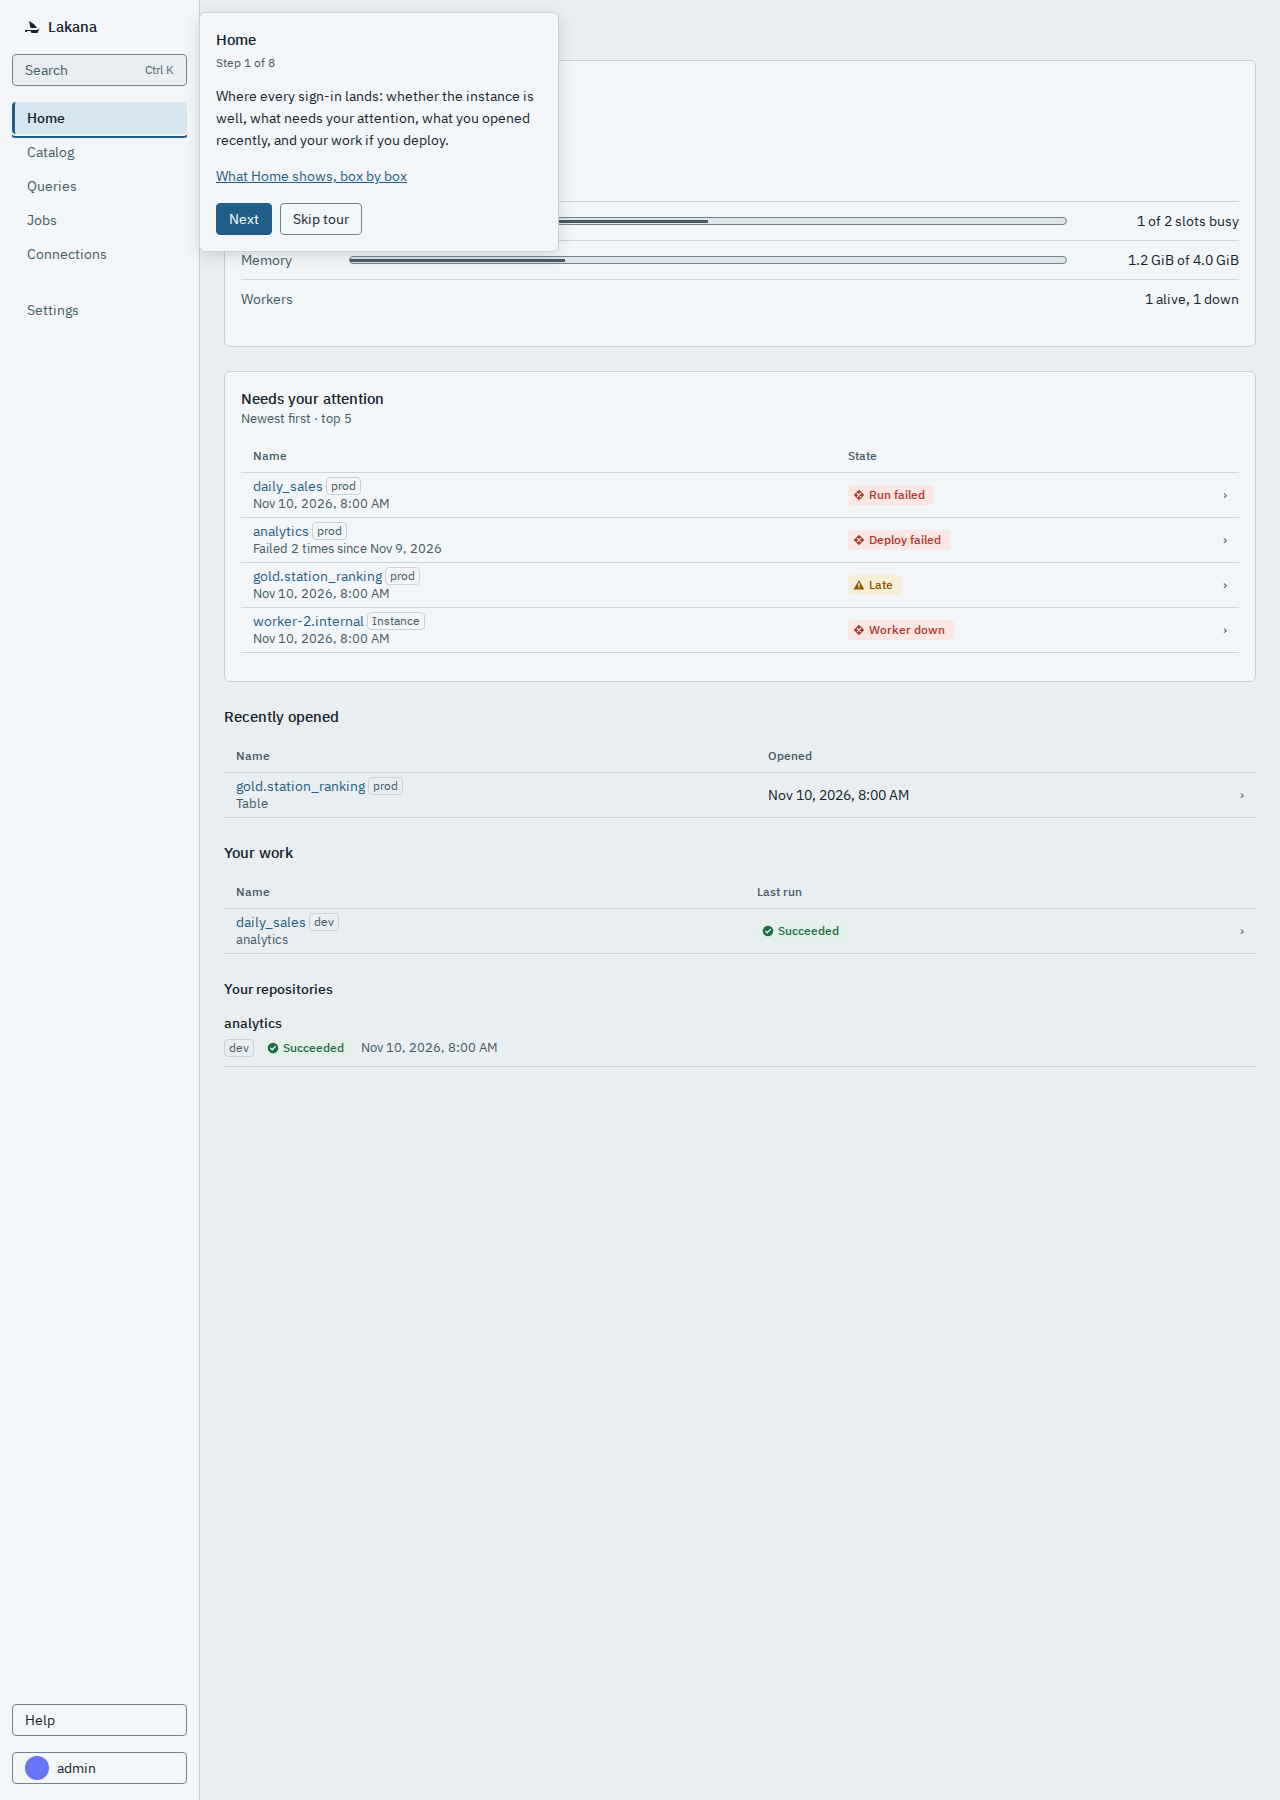 Lakana
Search Ctrl K
Home
Catalog
Queries
Jobs
Connections
Settings
Help
admin
Home
Step 1 of 8
Where every sign-in lands: whether the instance is
well, what needs your attention, what you opened
recently, and your work if you deploy.
What Home shows, box by box
Next Skip tour
1 of 2 slots busy
Memory 1.2 GiB of 4.0 GiB
Workers 1 alive, 1 down
Needs your attention
Newest first · top 5
Name State
daily_sales prod
Nov 10, 2026, 8:00 AM
Run failed
analytics prod
Failed 2 times since Nov 9, 2026
Deploy failed
gold.station_ranking prod
Nov 10, 2026, 8:00 AM
Late
worker-2.internal Instance
Nov 10, 2026, 8:00 AM
Worker down
Recently opened
Name Opened
gold.station_ranking prod
Table
Nov 10, 2026, 8:00 AM
Your work
Name Last run
daily_sales dev
analytics
Succeeded
Your repositories
analytics
dev Succeeded Nov 10, 2026, 8:00 AM